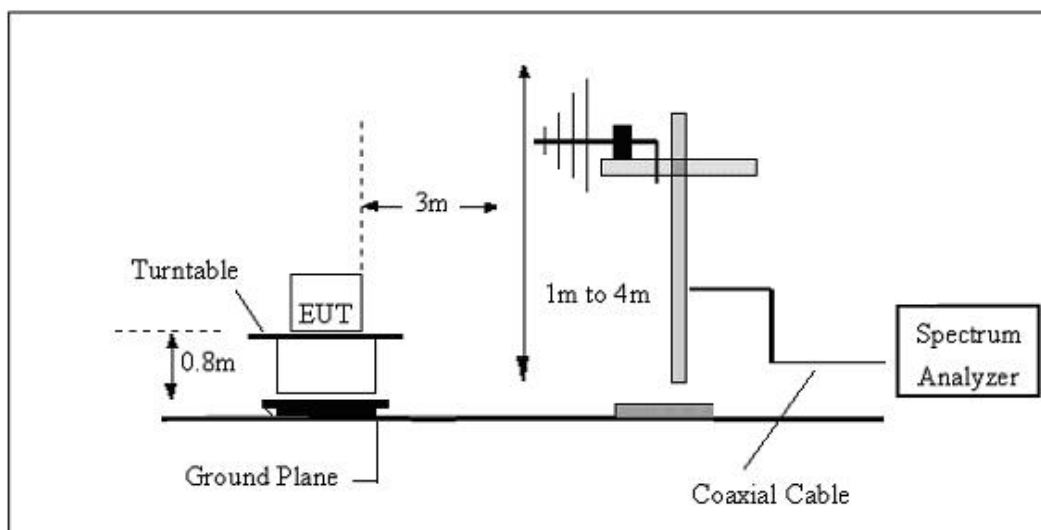 3m
Turntable
EUT
1m to 4m
0.8m
Spectrum
Analyzer
Ground Plane
Coaxial Cable